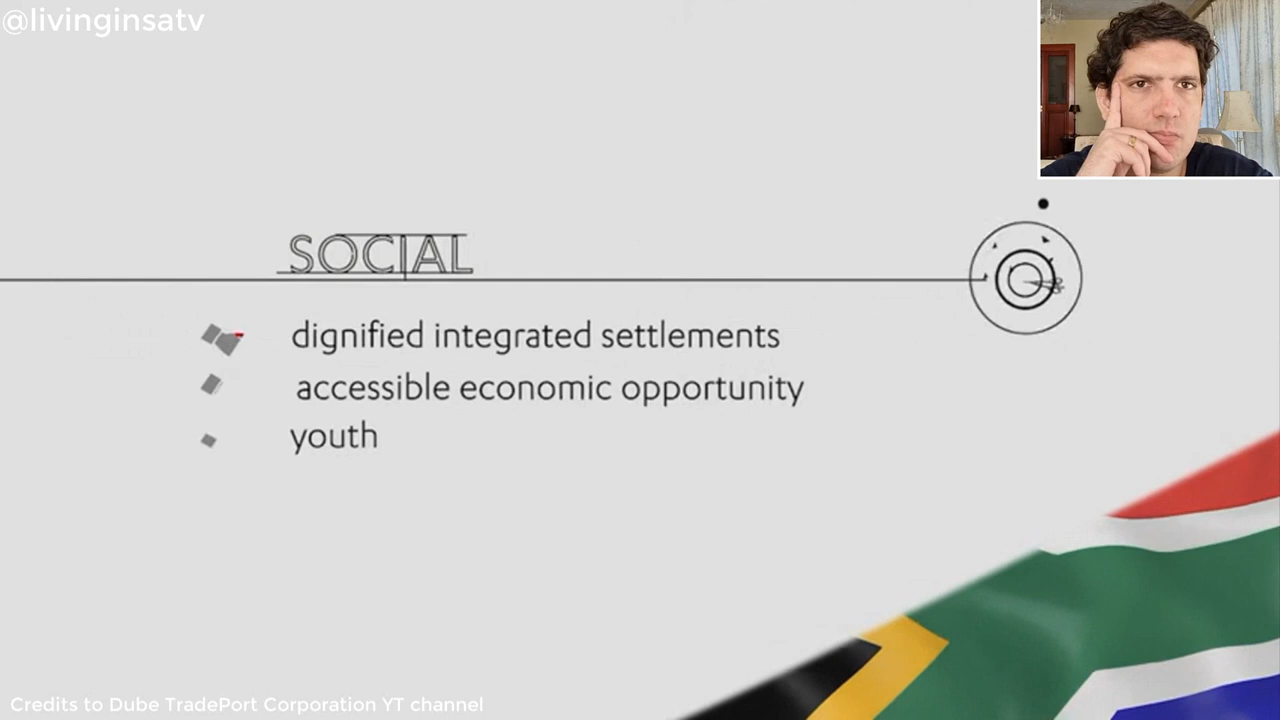 @livinginsatv
SOCIAL
dignified integrated settlements
accessible economic opportunity
youth
Credits to Dube TradePort Corporation YT channel